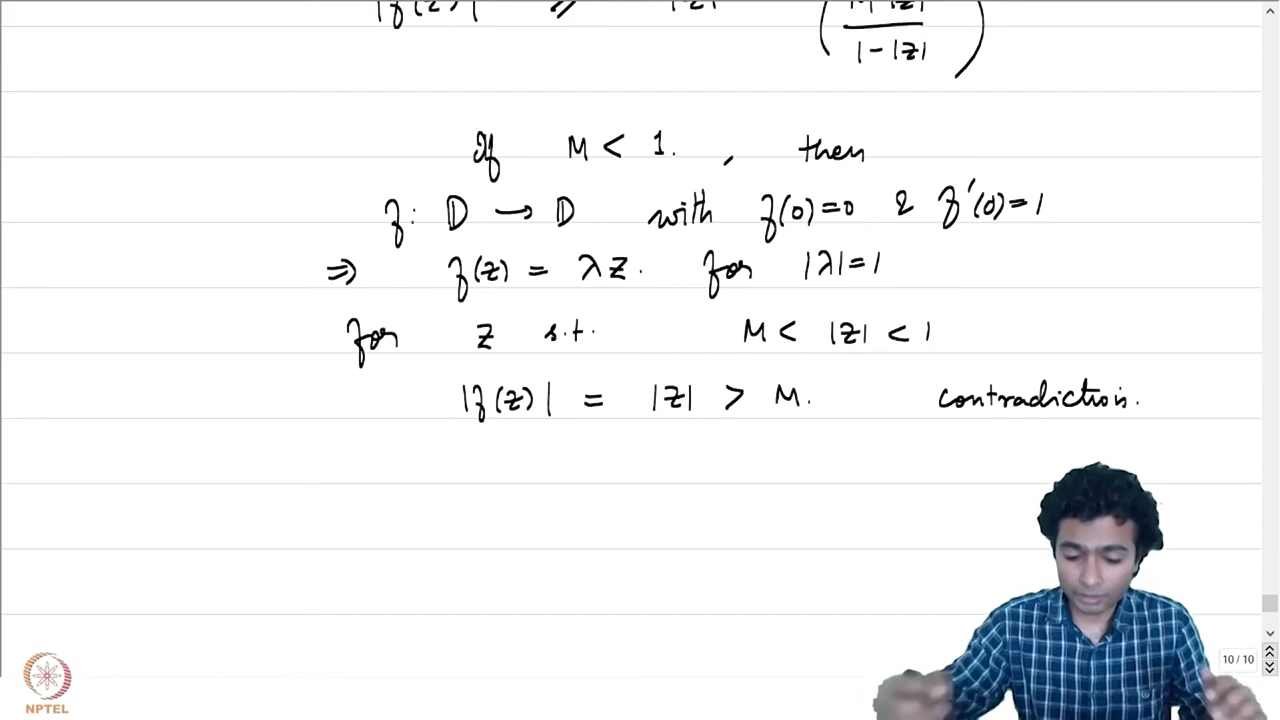 |f(z)| ≥ |z| ( M|z| / 1-|z| )
If M < 1. , then
f: D → D with f(0)=0 & f'(0)=1
⇒ f(z) = λz. for |λ|=1
for z s.t. M < |z| < 1
|f(z)| = |z| > M. contradiction.
10 / 10
NPTEL